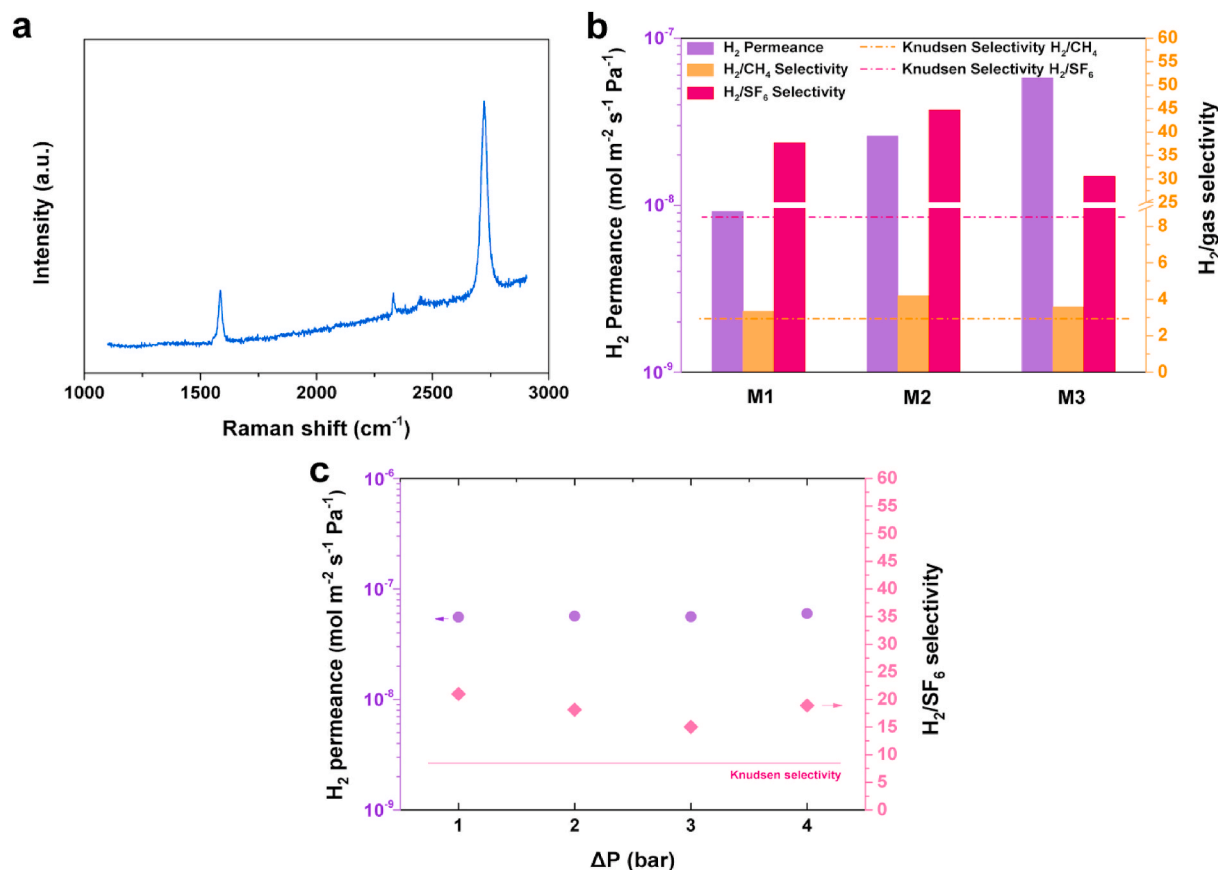 a
Intensity (a.u.)
1000 1500 2000 2500 3000
Raman shift (cm⁻¹)
b
H₂ Permeance
H₂/CH₄ Selectivity
H₂/SF₆ Selectivity
Knudsen Selectivity H₂/CH₄
Knudsen Selectivity H₂/SF₆
H₂ Permeance (mol m⁻² s⁻¹ Pa⁻¹)
10⁻⁷
10⁻⁸
10⁻⁹
60
55
50
45
40
35
30
25
8
6
4
2
0
H₂/gas selectivity
M1 M2 M3
c
H₂ permeance (mol m⁻² s⁻¹ Pa⁻¹)
10⁻⁶
10⁻⁷
10⁻⁸
10⁻⁹
60
55
50
45
40
35
30
25
20
15
10
5
0
H₂/SF₆ selectivity
Knudsen selectivity
1 2 3 4
ΔP (bar)